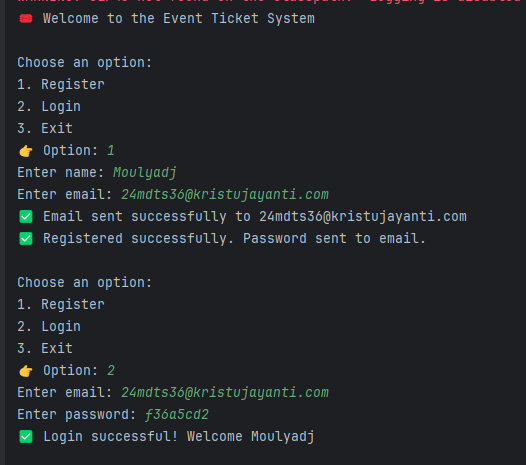 🎟 Welcome to the Event Ticket System
Choose an option:
1. Register
2. Login
3. Exit
👉 Option: 1
Enter name: Moulyadj
Enter email: 24mdts36@kristujayanti.com
✅ Email sent successfully to 24mdts36@kristujayanti.com
✅ Registered successfully. Password sent to email.
Choose an option:
1. Register
2. Login
3. Exit
👉 Option: 2
Enter email: 24mdts36@kristujayanti.com
Enter password: f36a5cd2
✅ Login successful! Welcome Moulyadj